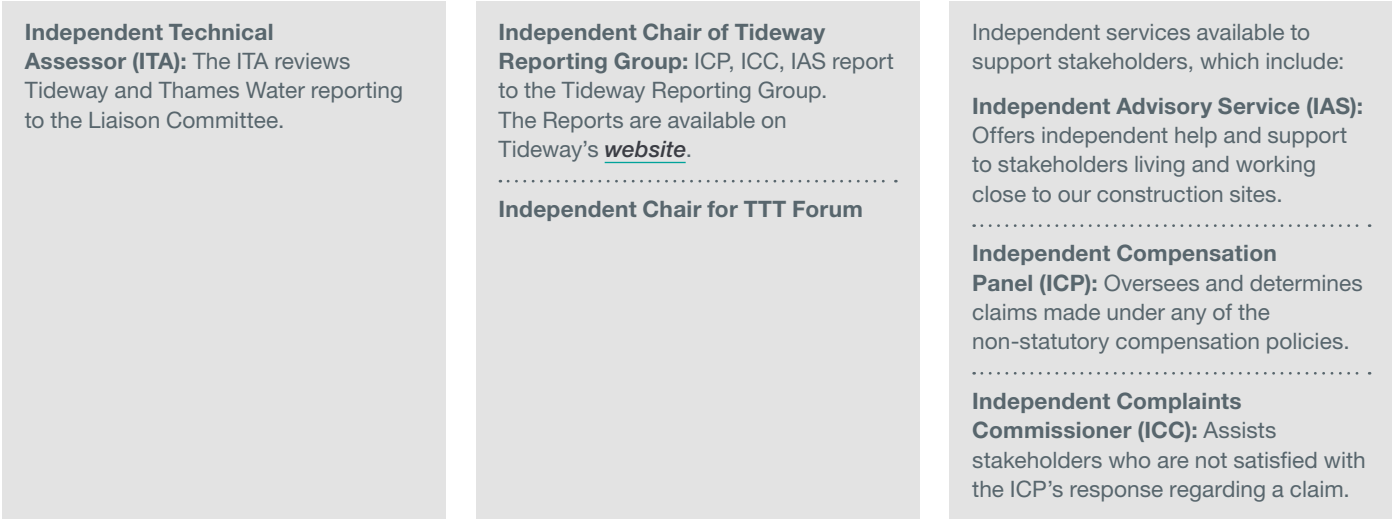 Independent Technical
Assessor (ITA): The ITA reviews
Tideway and Thames Water reporting
to the Liaison Committee.
Independent Chair of Tideway
Reporting Group: ICP, ICC, IAS report
to the Tideway Reporting Group.
The Reports are available on
Tideway’s website.
Independent Chair for TTT Forum
Independent services available to
support stakeholders, which include:
Independent Advisory Service (IAS):
Offers independent help and support
to stakeholders living and working
close to our construction sites.
Independent Compensation
Panel (ICP): Oversees and determines
claims made under any of the
non-statutory compensation policies.
Independent Complaints
Commissioner (ICC): Assists
stakeholders who are not satisfied with
the ICP’s response regarding a claim.